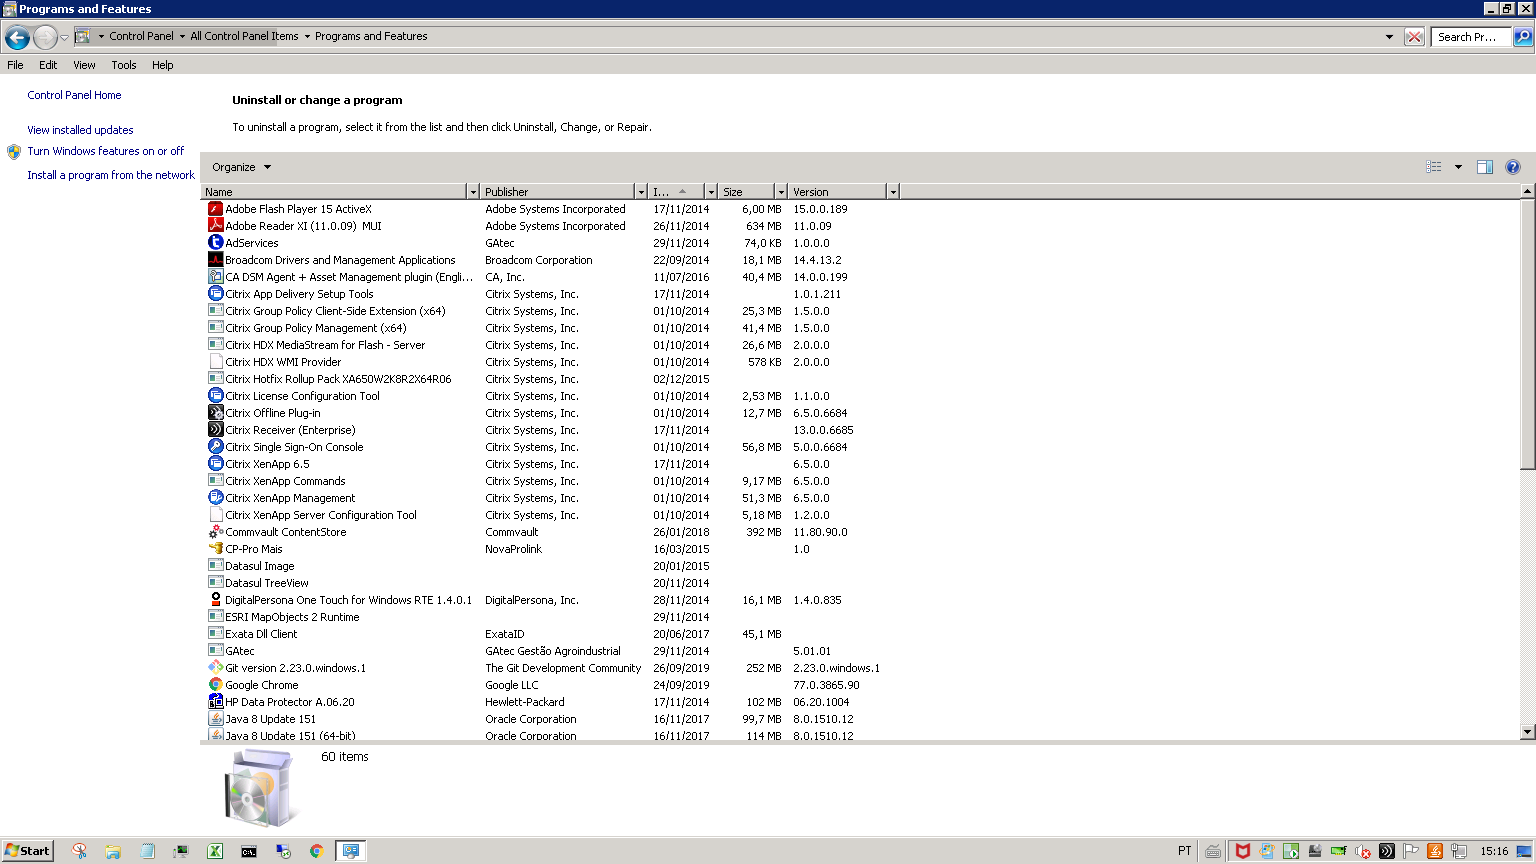 Programs and Features
Control Panel All Control Panel Items Programs and Features Search Pr...
File Edit View Tools Help
Control Panel Home
View installed updates
Turn Windows features on or off
Install a program from the network
Uninstall or change a program
To uninstall a program, select it from the list and then click Uninstall, Change, or Repair.
Organize
Name Publisher I... Size Version
Adobe Flash Player 15 ActiveX Adobe Systems Incorporated 17/11/2014 6,00 MB 15.0.0.189
Adobe Reader XI (11.0.09) MUI Adobe Systems Incorporated 26/11/2014 634 MB 11.0.09
AdServices GAtec 29/11/2014 74,0 KB 1.0.0.0
Broadcom Drivers and Management Applications Broadcom Corporation 22/09/2014 18,1 MB 14.4.13.2
CA DSM Agent + Asset Management plugin (Engli... CA, Inc. 11/07/2016 40,4 MB 14.0.0.199
Citrix App Delivery Setup Tools Citrix Systems, Inc. 17/11/2014 1.0.1.211
Citrix Group Policy Client-Side Extension (x64) Citrix Systems, Inc. 01/10/2014 25,3 MB 1.5.0.0
Citrix Group Policy Management (x64) Citrix Systems, Inc. 01/10/2014 41,4 MB 1.5.0.0
Citrix HDX MediaStream for Flash - Server Citrix Systems, Inc. 01/10/2014 26,6 MB 2.0.0.0
Citrix HDX WMI Provider Citrix Systems, Inc. 01/10/2014 578 KB 2.0.0.0
Citrix Hotfix Rollup Pack XA650W2K8R2X64R06 Citrix Systems, Inc. 02/12/2015
Citrix License Configuration Tool Citrix Systems, Inc. 01/10/2014 2,53 MB 1.1.0.0
Citrix Offline Plug-in Citrix Systems, Inc. 01/10/2014 12,7 MB 6.5.0.6684
Citrix Receiver (Enterprise) Citrix Systems, Inc. 17/11/2014 13.0.0.6685
Citrix Single Sign-On Console Citrix Systems, Inc. 01/10/2014 56,8 MB 5.0.0.6684
Citrix XenApp 6.5 Citrix Systems, Inc. 17/11/2014 6.5.0.0
Citrix XenApp Commands Citrix Systems, Inc. 01/10/2014 9,17 MB 6.5.0.0
Citrix XenApp Management Citrix Systems, Inc. 01/10/2014 51,3 MB 6.5.0.0
Citrix XenApp Server Configuration Tool Citrix Systems, Inc. 01/10/2014 5,18 MB 1.2.0.0
Commvault ContentStore Commvault 26/01/2018 392 MB 11.80.90.0
CP-Pro Mais NovaProlink 16/03/2015 1.0
Datasul Image 20/01/2015
Datasul TreeView 20/11/2014
DigitalPersona One Touch for Windows RTE 1.4.0.1 DigitalPersona, Inc. 28/11/2014 16,1 MB 1.4.0.835
ESRI MapObjects 2 Runtime 29/11/2014
Exata Dll Client ExataID 20/06/2017 45,1 MB
GAtec GAtec Gestão Agroindustrial 29/11/2014 5.01.01
Git version 2.23.0.windows.1 The Git Development Community 26/09/2019 252 MB 2.23.0.windows.1
Google Chrome Google LLC 24/09/2019 77.0.3865.90
HP Data Protector A.06.20 Hewlett-Packard 17/11/2014 102 MB 06.20.1004
Java 8 Update 151 Oracle Corporation 16/11/2017 99,7 MB 8.0.1510.12
Java 8 Update 151 (64-bit) Oracle Corporation 16/11/2017 114 MB 8.0.1510.12
60 items
Start PT 15:16